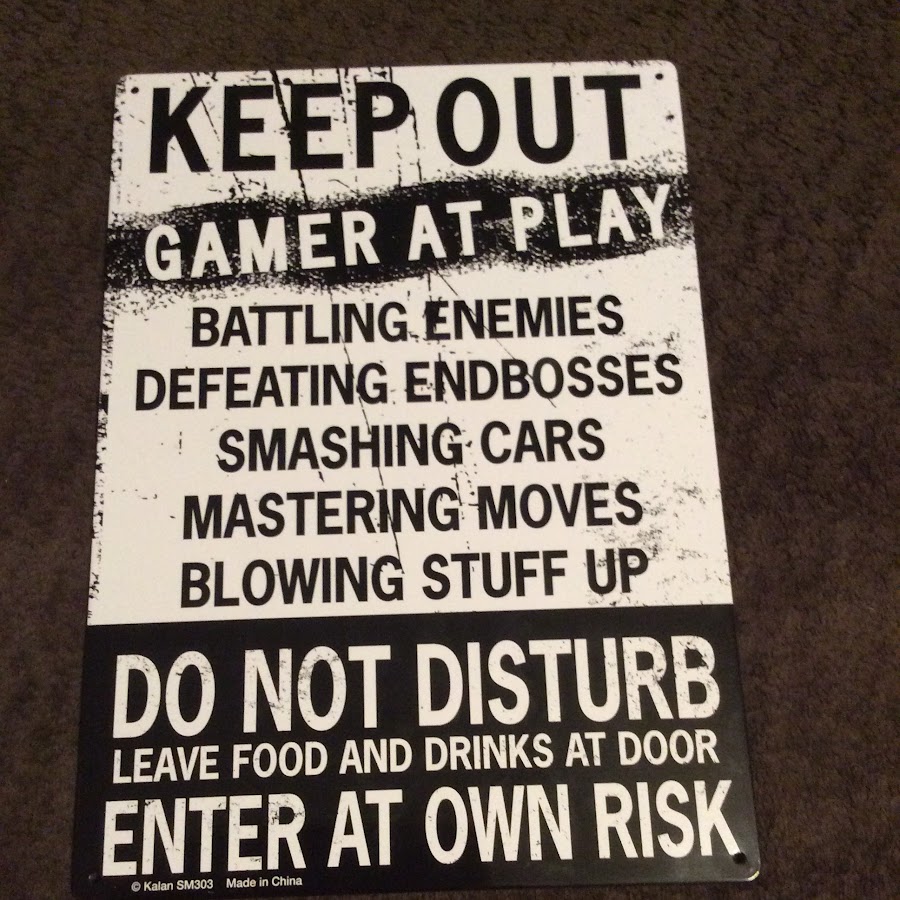 KEEP OUT
GAMER AT PLAY
BATTLING ENEMIES
DEFEATING ENDBOSSES
SMASHING CARS
MASTERING MOVES
BLOWING STUFF UP
DO NOT DISTURB
LEAVE FOOD AND DRINKS AT DOOR
ENTER AT OWN RISK
© Kalan SM303 Made in China